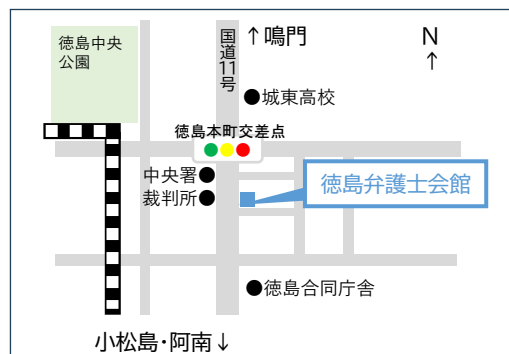 徳島中央
公園
国道11号
↑鳴門
N
↑
●城東高校
徳島本町交差点
中央署●
裁判所●
徳島弁護士会館
●徳島合同庁舎
小松島・阿南↓